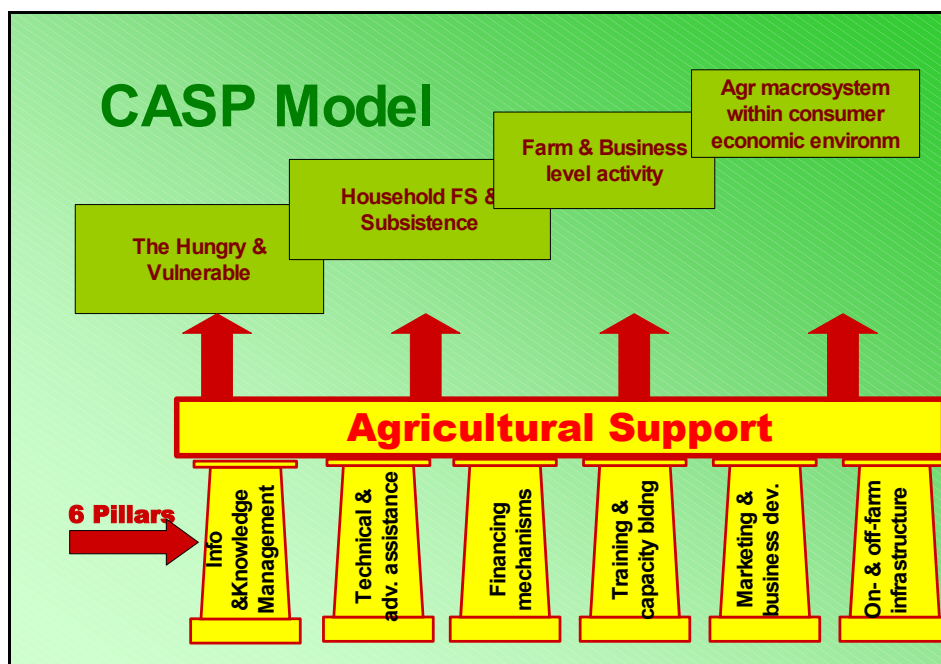 CASP Model
Agr macrosystem
within consumer
economic environm
Farm & Business
level activity
Household FS &
Subsistence
The Hungry &
Vulnerable
Agricultural Support
6 Pillars
Info
&Knowledge
Management
Technical &
adv. assistance
Financing
mechanisms
Training &
capacity bldng
Marketing &
business dev.
On- & off-farm
infrastructure